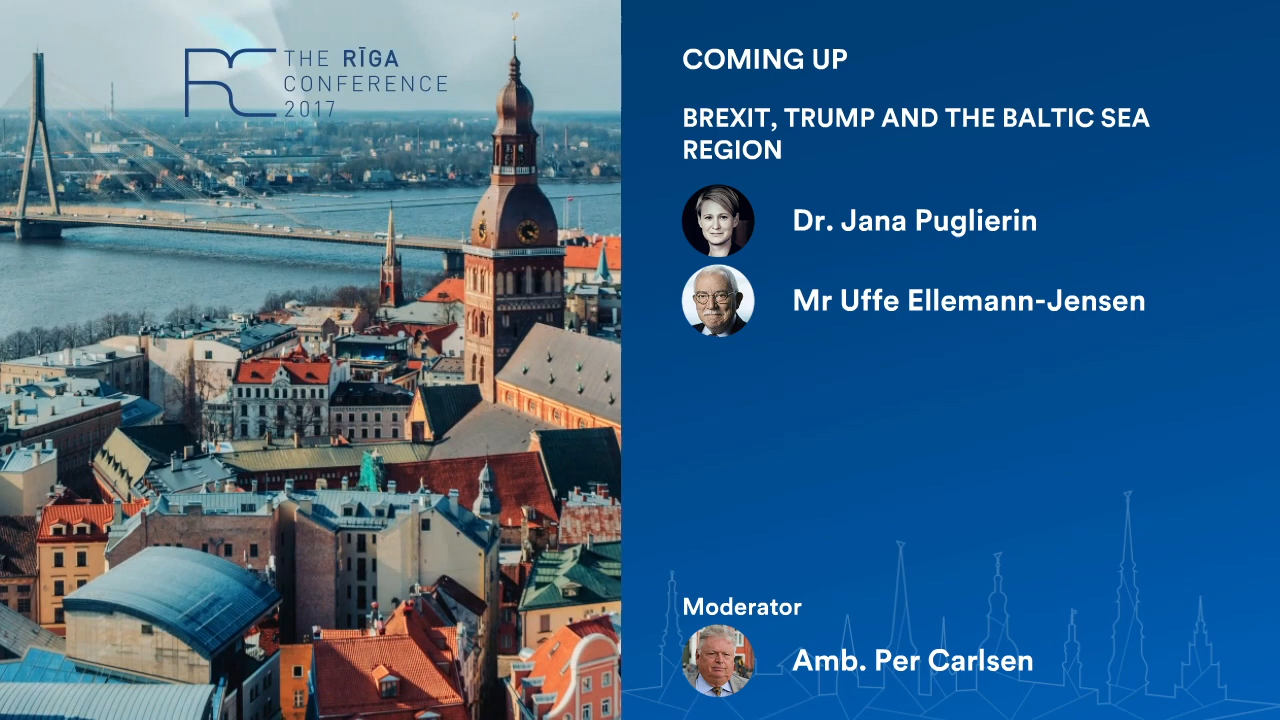 THE RĪGA
CONFERENCE
2017
COMING UP
BREXIT, TRUMP AND THE BALTIC SEA
REGION
Dr. Jana Puglierin
Mr Uffe Ellemann-Jensen
Moderator
Amb. Per Carlsen